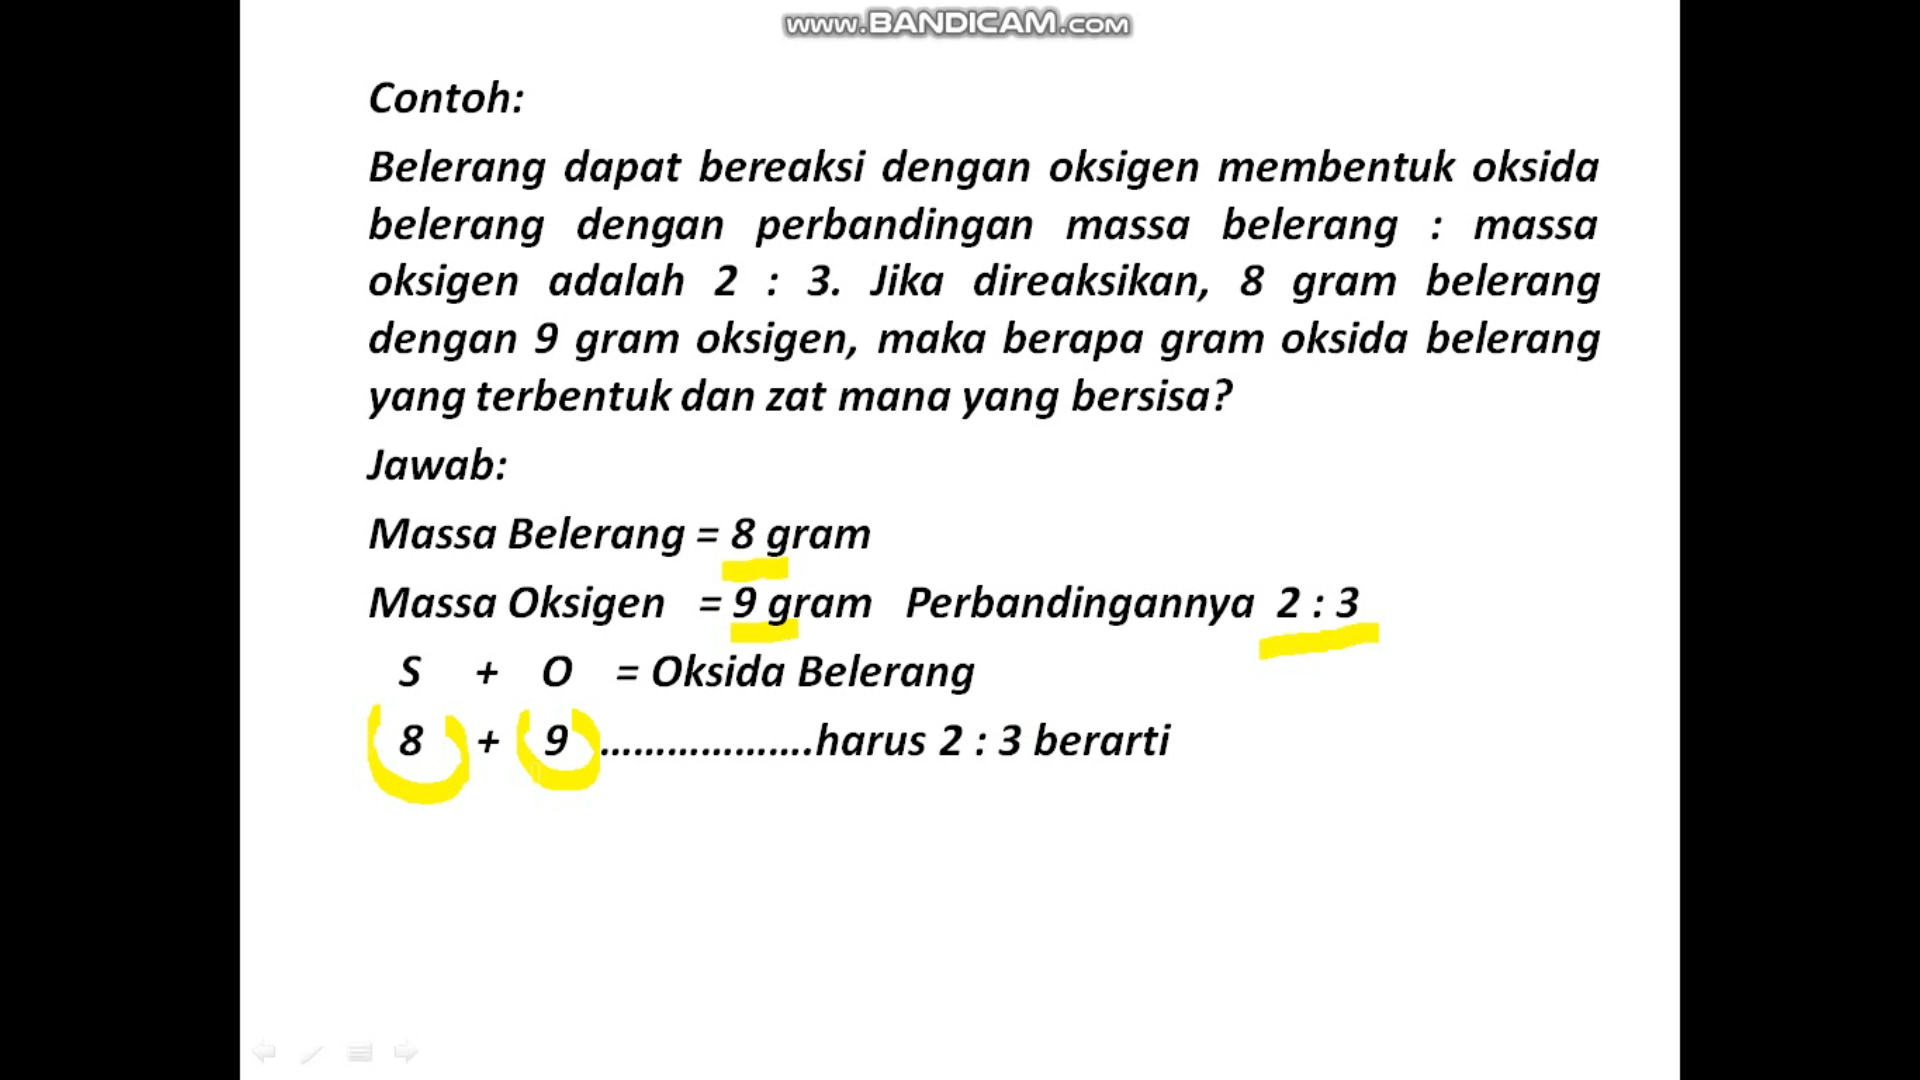 www.BANDICAM.com
Contoh:
Belerang dapat bereaksi dengan oksigen membentuk oksida
belerang dengan perbandingan massa belerang : massa
oksigen adalah 2 : 3. Jika direaksikan, 8 gram belerang
dengan 9 gram oksigen, maka berapa gram oksida belerang
yang terbentuk dan zat mana yang bersisa?
Jawab:
Massa Belerang = 8 gram
Massa Oksigen = 9 gram Perbandingannya 2 : 3
S + O = Oksida Belerang
8 + 9 ...................harus 2 : 3 berarti